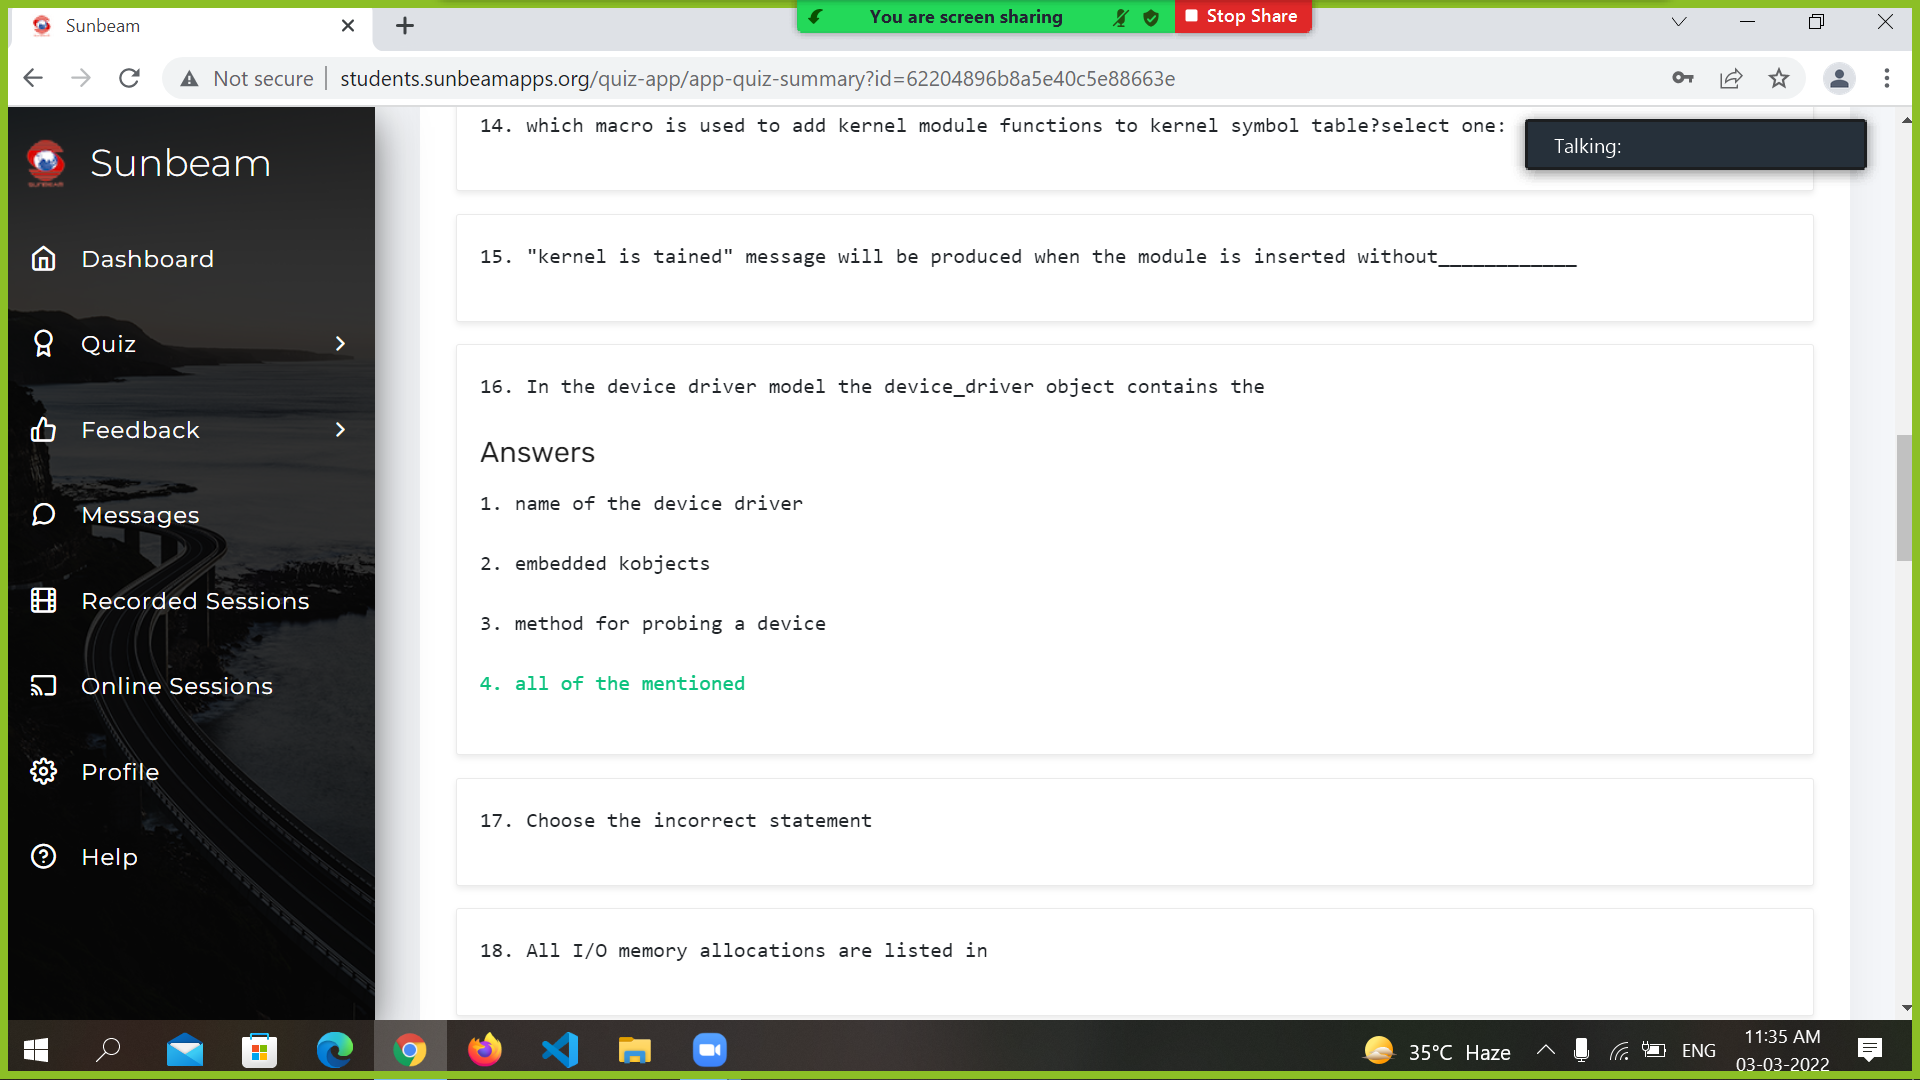 Sunbeam
You are screen sharing
Stop Share
Not secure
students.sunbeamapps.org/quiz-app/app-quiz-summary?id=62204896b8a5e40c5e88663e
Talking:
SUNBEAM
Sunbeam
Dashboard
Quiz
Feedback
Messages
Recorded Sessions
Online Sessions
Profile
Help
14. which macro is used to add kernel module functions to kernel symbol table?select one:
15. "kernel is tained" message will be produced when the module is inserted without____________
16. In the device driver model the device_driver object contains the
Answers
1. name of the device driver
2. embedded kobjects
3. method for probing a device
4. all of the mentioned
17. Choose the incorrect statement
18. All I/O memory allocations are listed in
35°C Haze
ENG
11:35 AM
03-03-2022